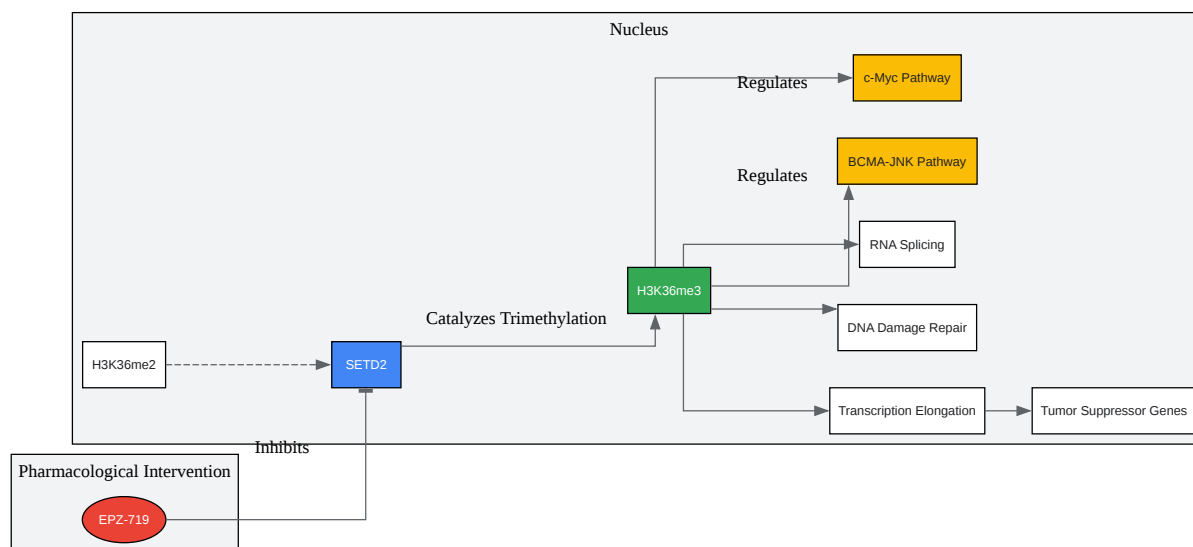 Nucleus
c-Myc Pathway
Regulates
BCMA-JNK Pathway
Regulates
RNA Splicing
H3K36me3
Catalyzes Trimethylation
DNA Damage Repair
H3K36me2
SETD2
Transcription Elongation
Tumor Suppressor Genes
Inhibits
Pharmacological Intervention
EPZ-719